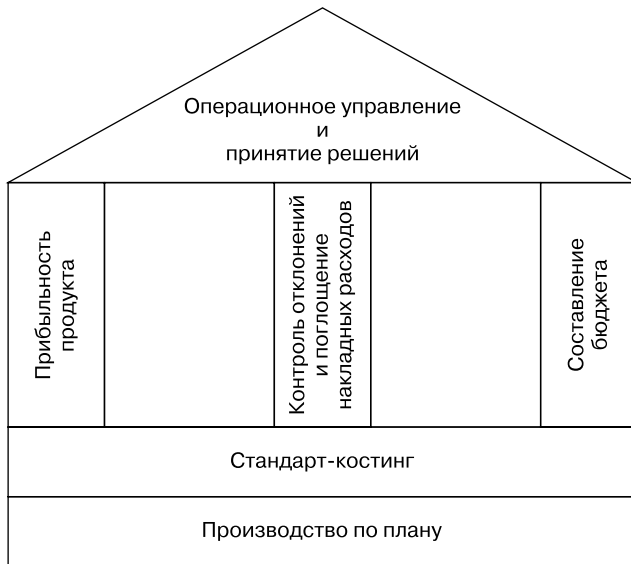 Операционное управление
и
принятие решений
Прибыльность
продукта
Контроль отклонений
и поглощение
накладных расходов
Составление
бюджета
Стандарт-костинг
Производство по плану